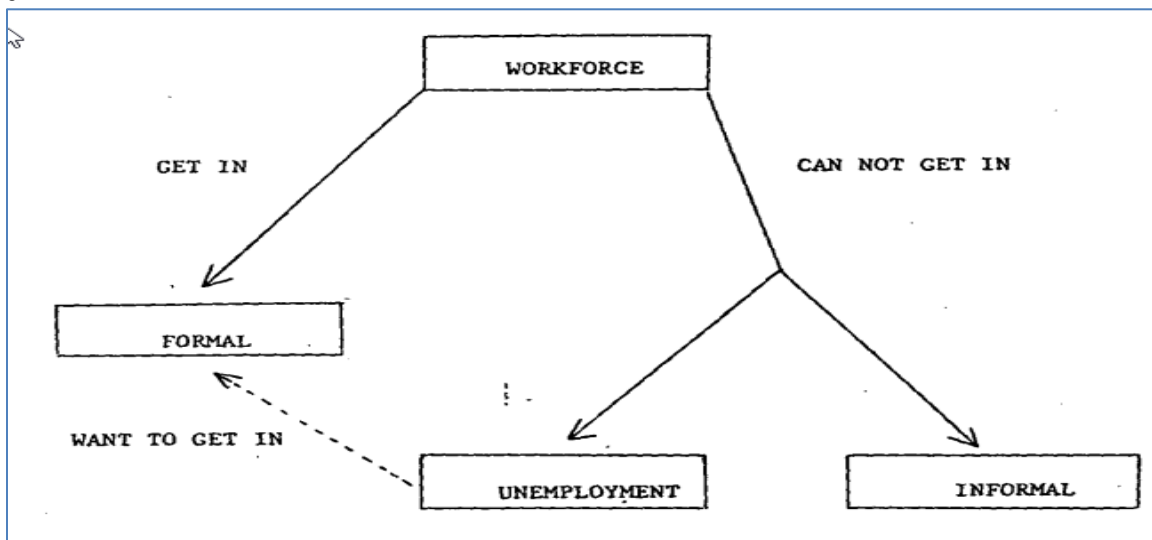 WORKFORCE
GET IN
CAN NOT GET IN
FORMAL
WANT TO GET IN
UNEMPLOYMENT
INFORMAL